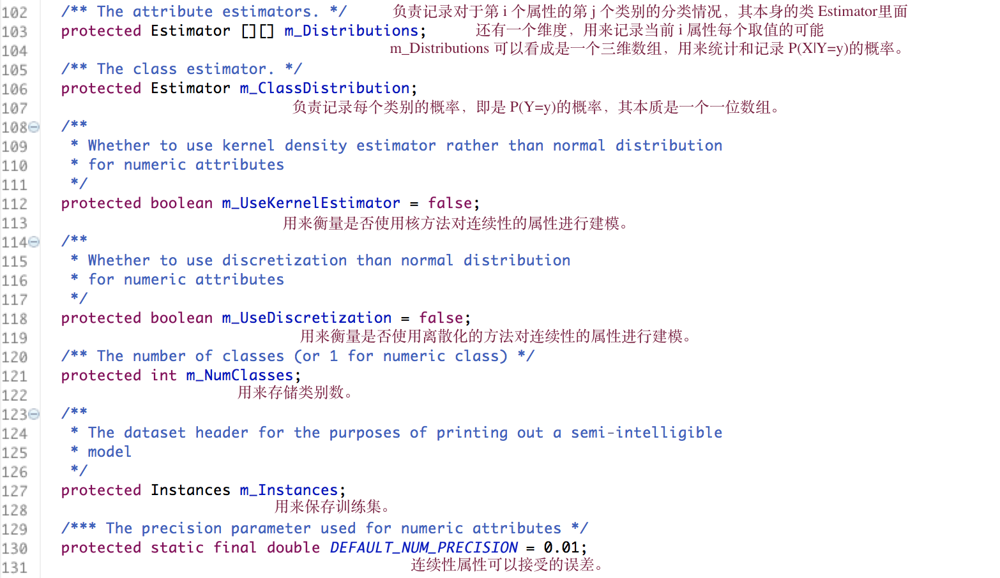 102 /** The attribute estimators. */ 负责记录对于第 i 个属性的第 j 个类别的分类情况，其本身的类 Estimator里面
103 protected Estimator [][] m_Distributions; 还有一个维度，用来记录当前 i 属性每个取值的可能
104 m_Distributions 可以看成是一个三维数组，用来统计和记录 P(X|Y=y)的概率。
105 /** The class estimator. */
106 protected Estimator m_ClassDistribution;
107 负责记录每个类别的概率，即是 P(Y=y)的概率，其本质是一个一位数组。
108 /**
109 * Whether to use kernel density estimator rather than normal distribution
110 * for numeric attributes
111 */
112 protected boolean m_UseKernelEstimator = false;
113 用来衡量是否使用核方法对连续性的属性进行建模。
114 /**
115 * Whether to use discretization than normal distribution
116 * for numeric attributes
117 */
118 protected boolean m_UseDiscretization = false;
119 用来衡量是否使用离散化的方法对连续性的属性进行建模。
120 /** The number of classes (or 1 for numeric class) */
121 protected int m_NumClasses;
122 用来存储类别数。
123 /**
124 * The dataset header for the purposes of printing out a semi-intelligible
125 * model
126 */
127 protected Instances m_Instances;
128 用来保存训练集。
129 /*** The precision parameter used for numeric attributes */
130 protected static final double DEFAULT_NUM_PRECISION = 0.01;
131 连续性属性可以接受的误差。